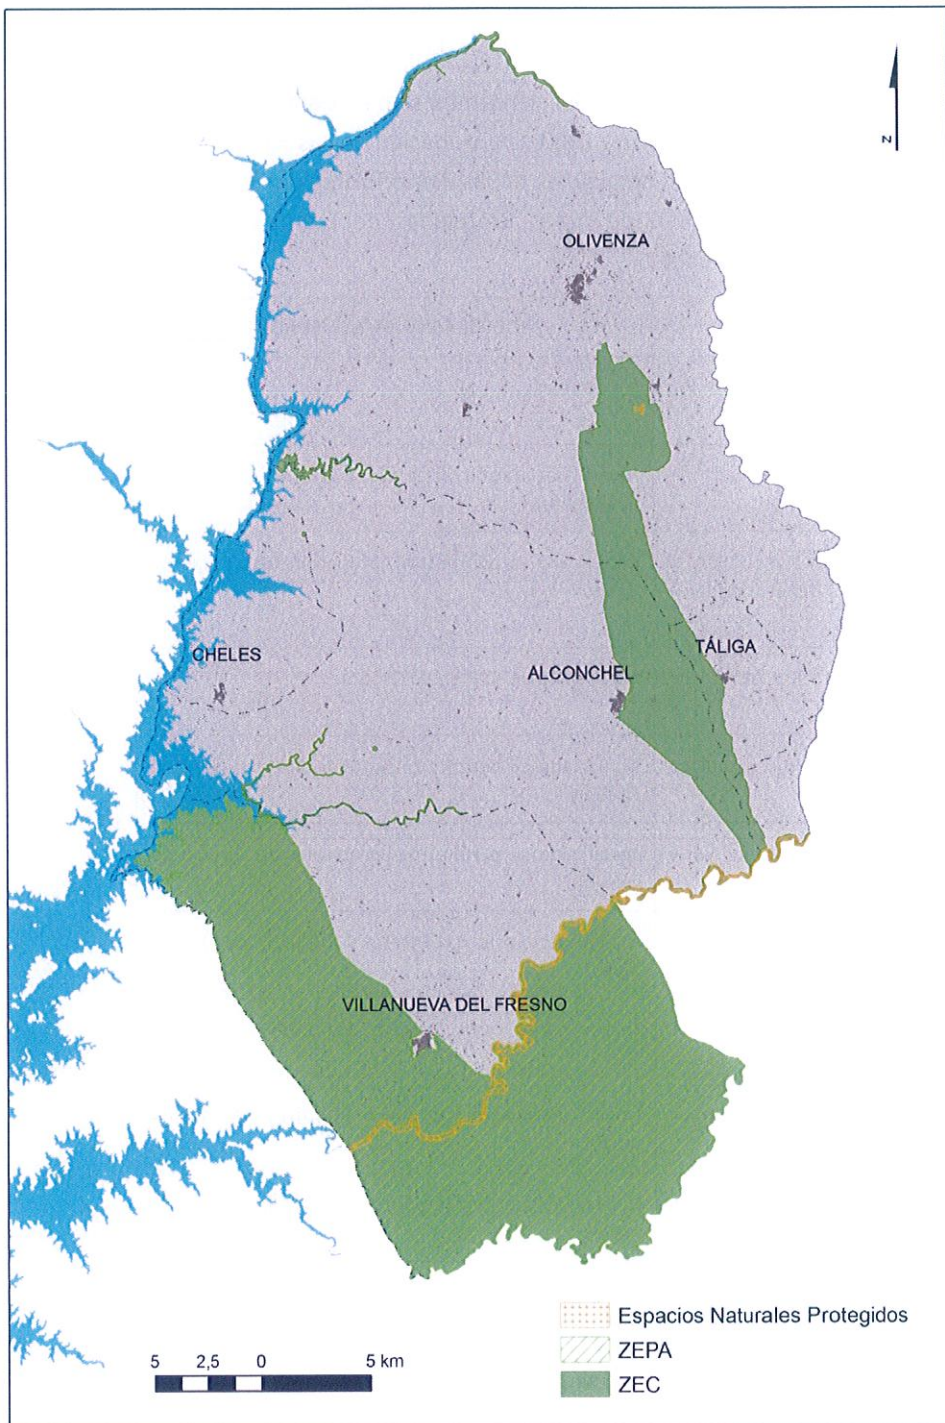 N
OLIVENZA
CHELES
ALCONCHEL
TÁLIGA
VILLANUEVA DEL FRESNO
Espacios Naturales Protegidos
ZEPA
ZEC
5 2,5 0 5 km